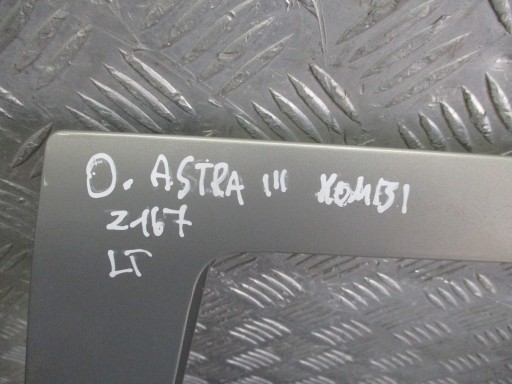 O. ASTRA III KOMBI
Z167
LT